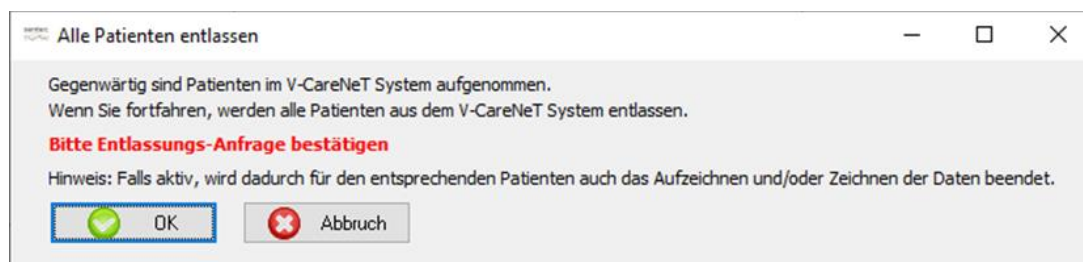 Alle Patienten entlassen
Gegenwärtig sind Patienten im V-CareNeT System aufgenommen.
Wenn Sie fortfahren, werden alle Patienten aus dem V-CareNeT System entlassen.
Bitte Entlassungs-Anfrage bestätigen
Hinweis: Falls aktiv, wird dadurch für den entsprechenden Patienten auch das Aufzeichnen und/oder Zeichnen der Daten beendet.
OK Abbruch